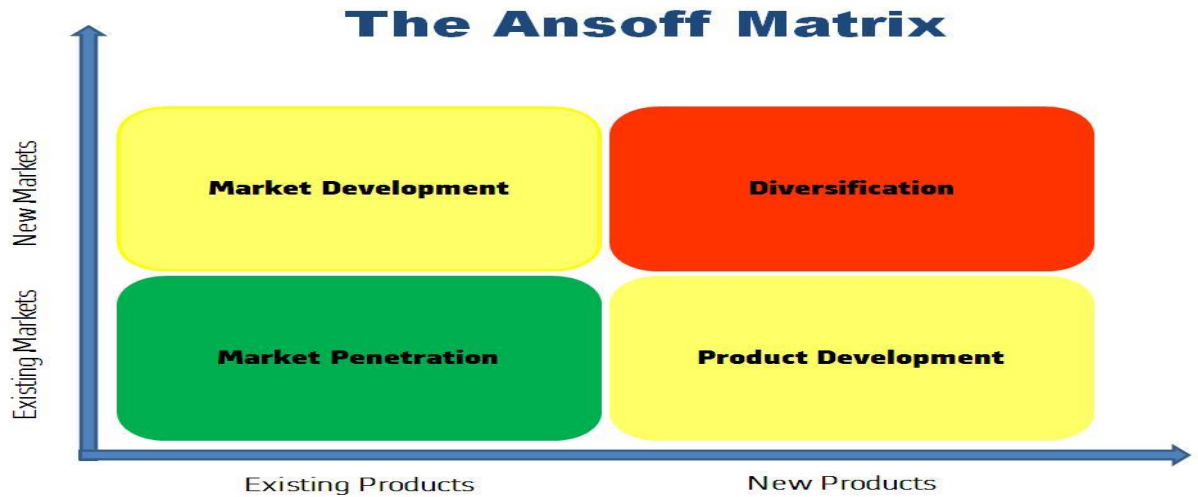 The Ansoff Matrix
New Markets
Market Development
Diversification
Existing Markets
Market Penetration
Product Development
Existing Products
New Products